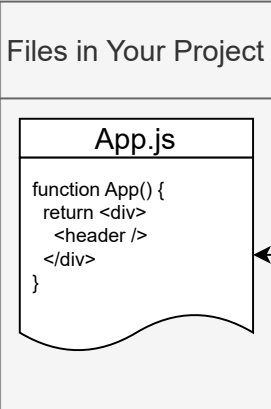 Files in Your Project
App.js
function App() {
return <div>
<header />
</div>
}